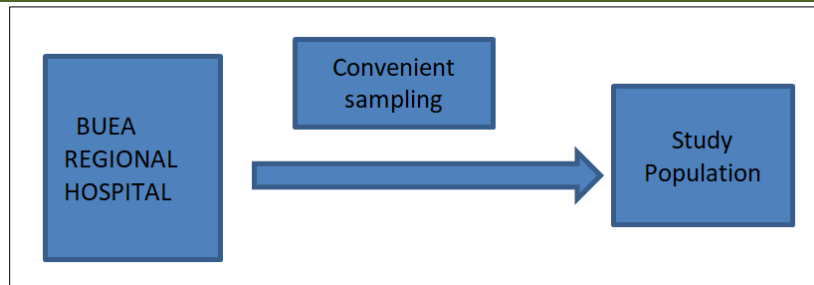 BUEA
REGIONAL
HOSPITAL
Convenient
sampling
Study
Population